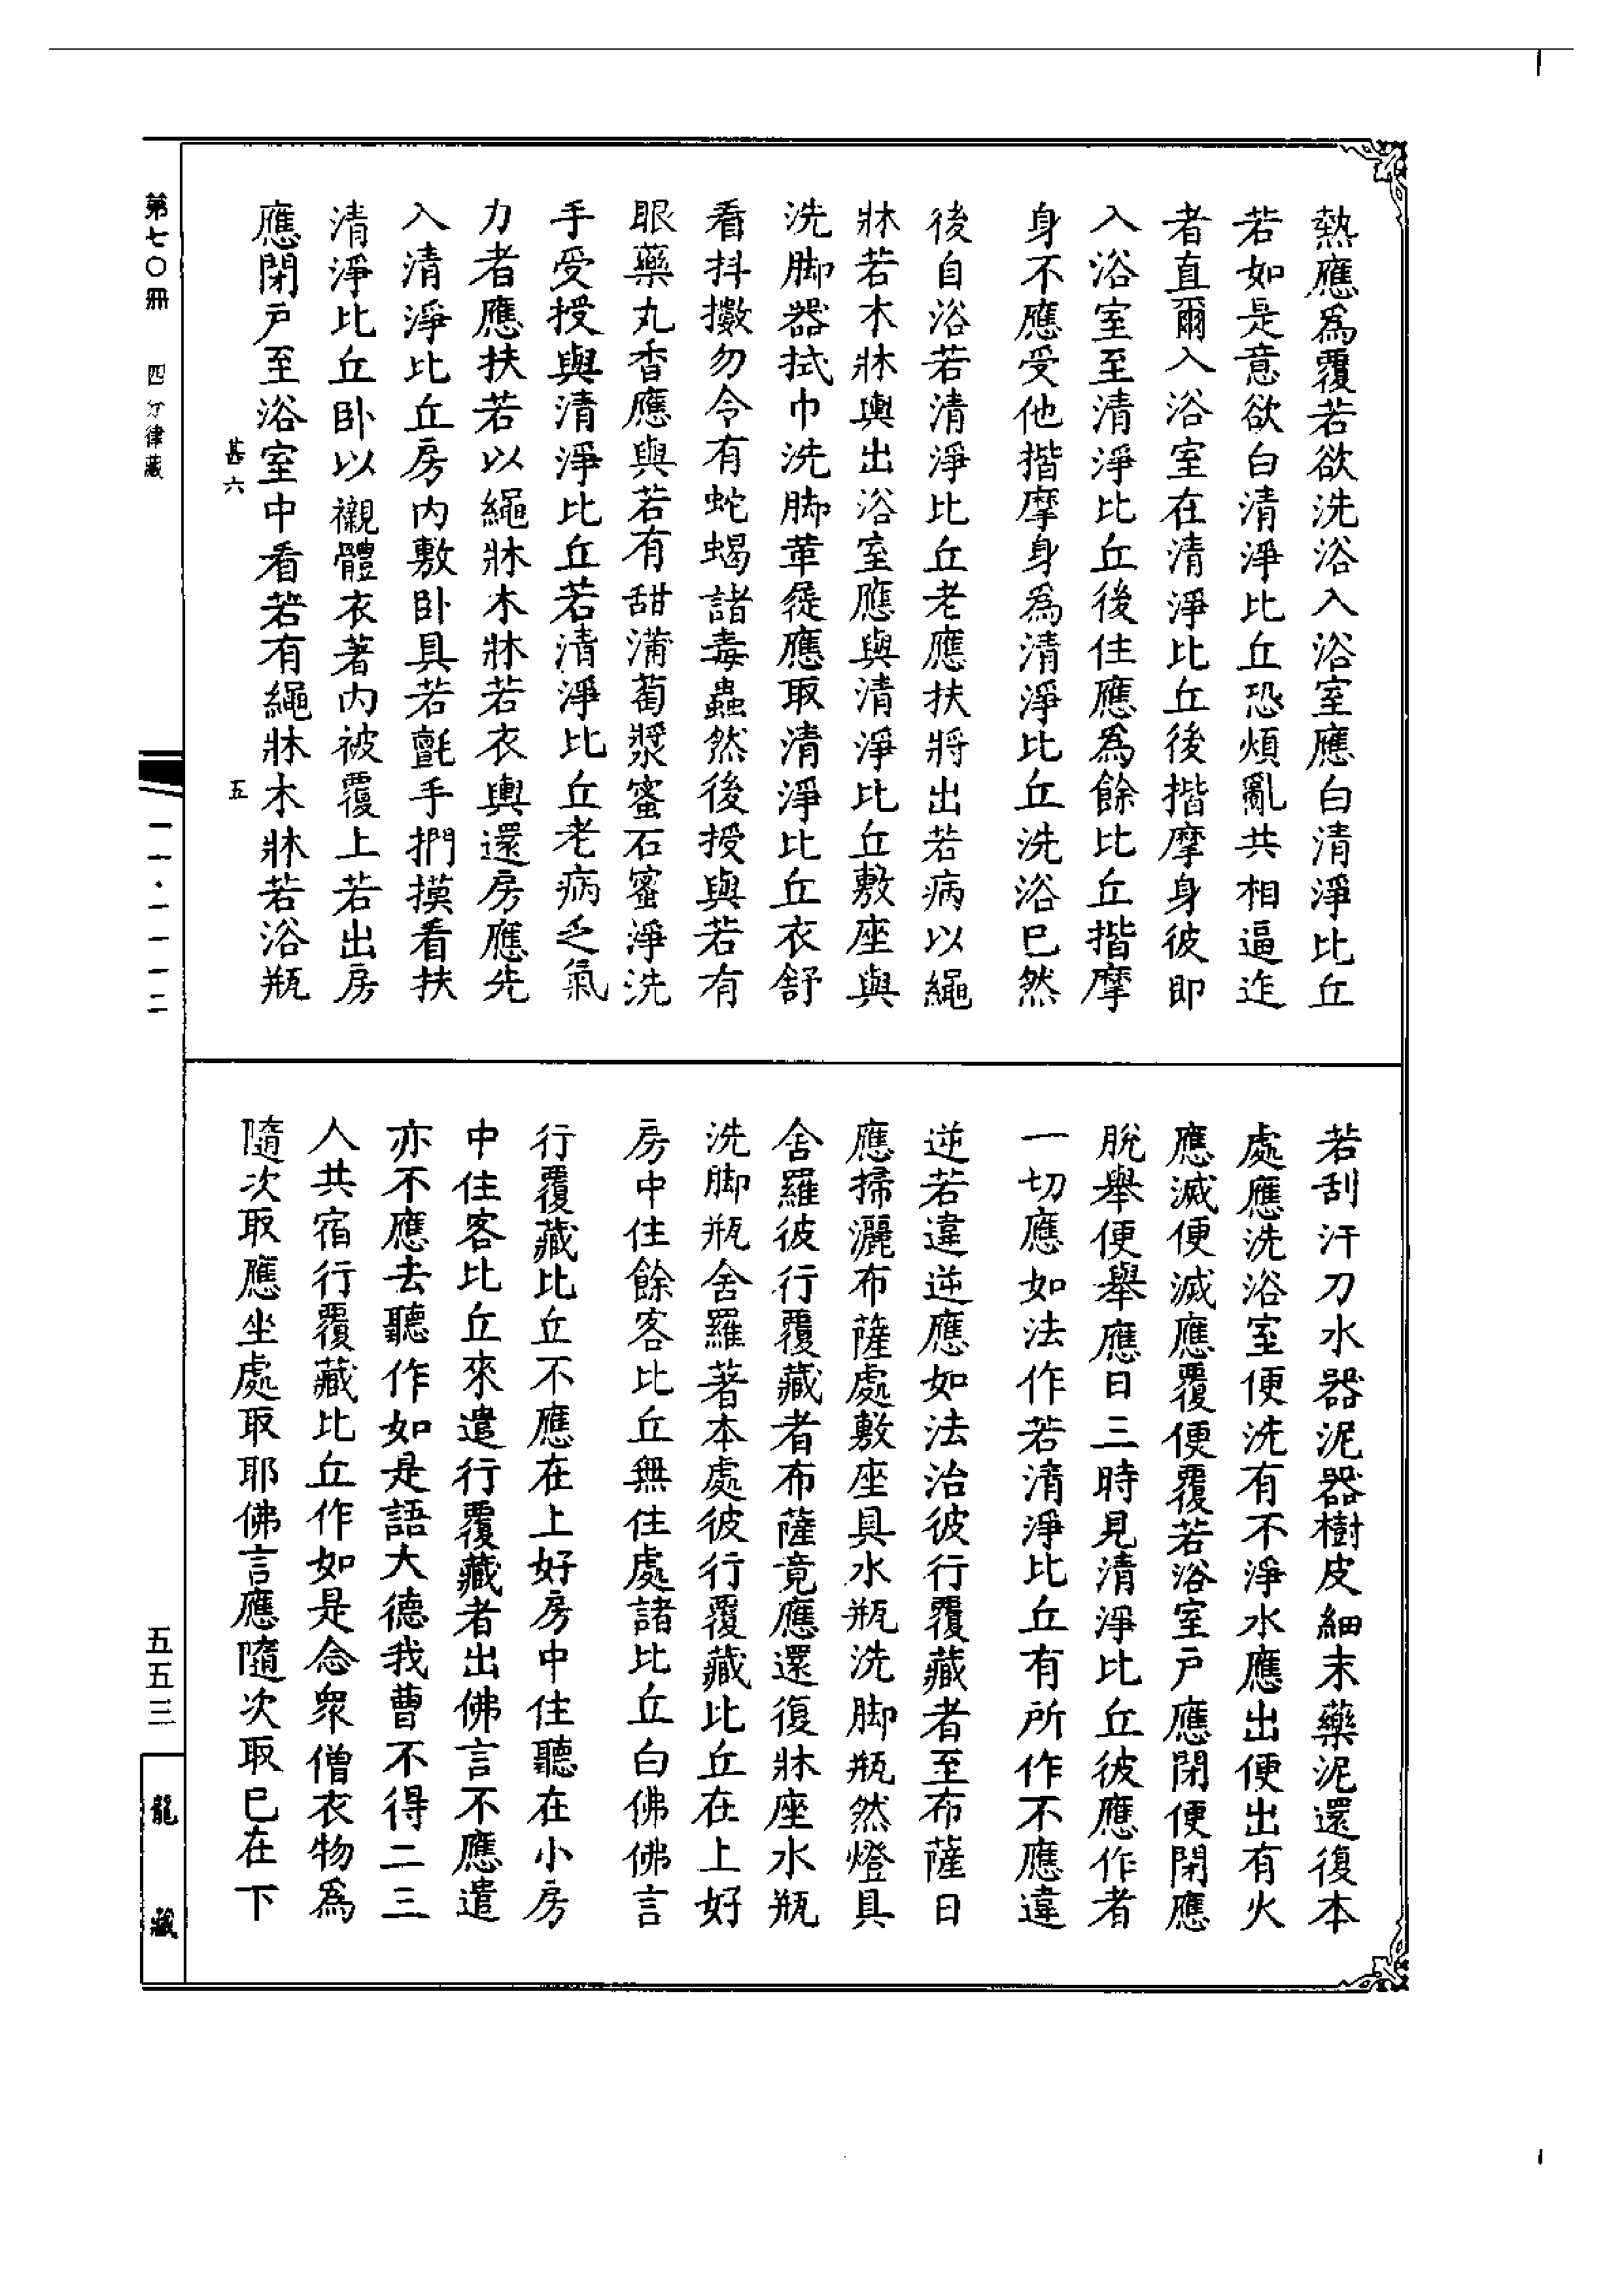 熱應爲覆若欲洗浴入浴室應白清淨比丘
若如是意欲白清淨比丘恐煩亂共相逼迮
者直爾入浴室在清淨比丘後揩摩身彼即
入浴室至清淨比丘後住應爲餘比丘揩摩
身不應受他揩摩身爲清淨比丘洗浴已然
後自浴若清淨比丘老應扶將出若病以繩
牀若木牀輿出浴室應與清淨比丘敷座與
洗脚器拭巾洗脚革屣應取清淨比丘衣舒
看抖擻勿令有蛇蝎諸毒蟲然後授與若有
眼藥丸香應與若有甜蒲萄漿蜜石蜜淨洗
手受授與清淨比丘若清淨比丘老病乏氣
力者應扶若以繩牀木牀若衣輿還房應先
入清淨比丘房內敷卧具若氈手捫摸看扶
清淨比丘卧以襯體衣著內被覆上若出房
應閉戶至浴室中看若有繩牀木牀若浴瓶
甚六
五
若刮汗刀水器泥器樹皮細末藥泥還復本
處應洗浴室便洗有不淨水應出便出有火
應滅便滅應覆便覆若浴室戶應閉便閉應
脫舉便舉應日三時見清淨比丘彼應作者
一切應如法作若清淨比丘有所作不應違
逆若違逆應如法治彼行覆藏者至布薩日
應掃灑布薩處敷座具水瓶洗脚瓶然燈具
舍羅彼行覆藏者布薩竟應還復牀座水瓶
洗脚瓶舍羅著本處彼行覆藏比丘在上好
房中住餘客比丘無住處諸比丘白佛佛言
行覆藏比丘不應在上好房中住聽在小房
中住客比丘來遣行覆藏者出佛言不應遣
亦不應去聽作如是語大德我曹不得二三
人共宿行覆藏比丘作如是念衆僧衣物爲
隨次取應坐處取耶佛言應隨次取已在下
第七〇冊 四分律藏
一一·一一一二
五五三
龍藏